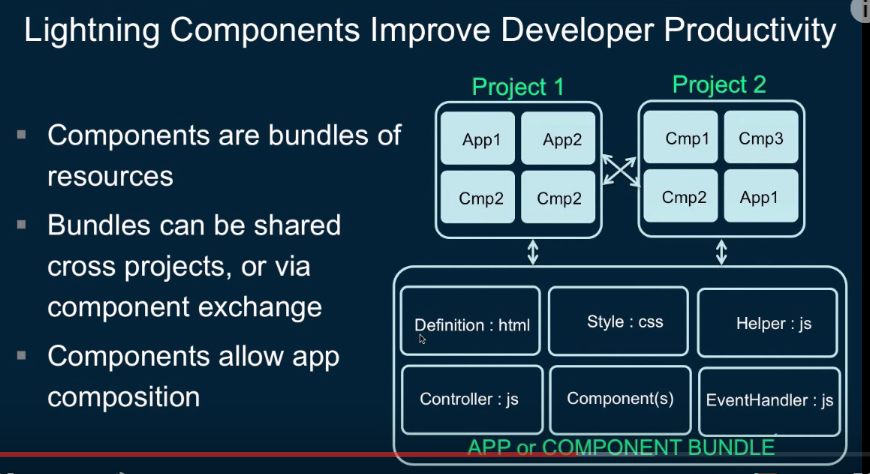 Lightning Components Improve Developer Productivity
Components are bundles of
resources
Bundles can be shared
cross projects, or via
component exchange
Components allow app
composition
Project 1
App1 App2
Cmp2 Cmp2
Project 2
Cmp1 Cmp3
Cmp2 App1
Definition : html Style : css Helper : js
Controller : js Component(s) EventHandler : js
APP or COMPONENT BUNDLE